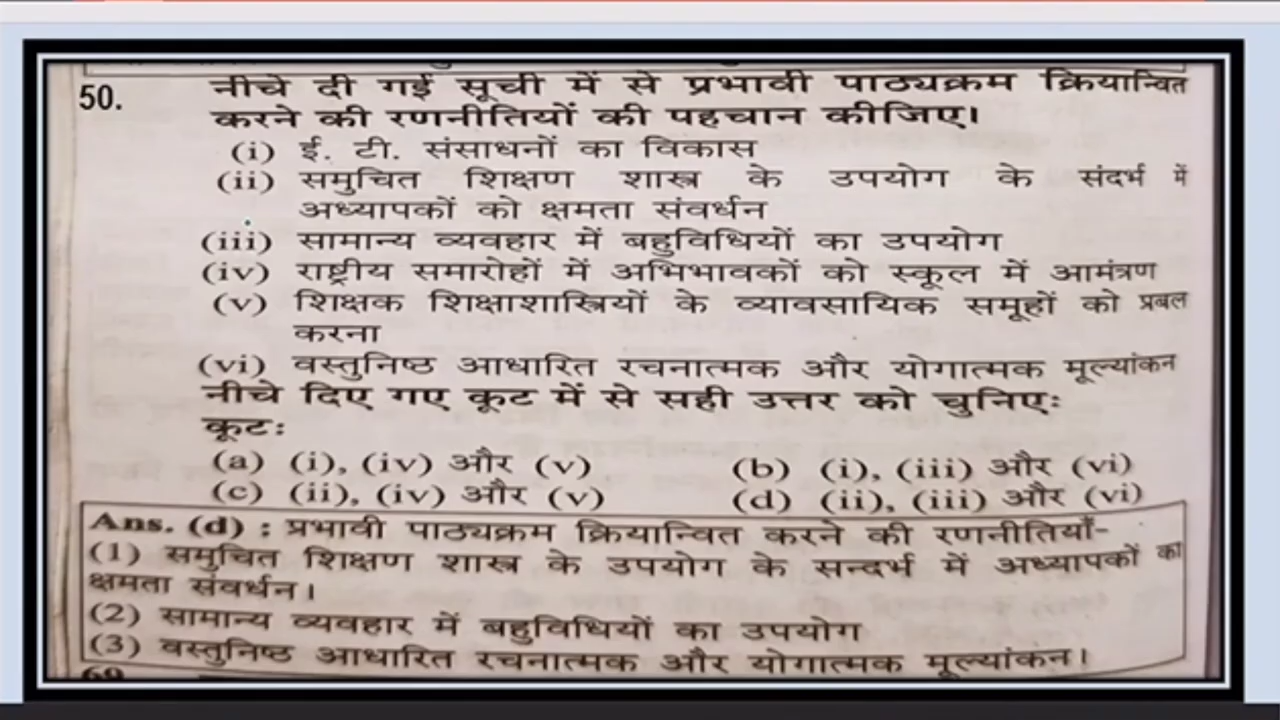 50. नीचे दी गई सूची में से प्रभावी पाठ्यक्रम क्रियान्वित
करने की रणनीतियों की पहचान कीजिए।
(i) ई. टी. संसाधनों का विकास
(ii) समुचित शिक्षण शास्त्र के उपयोग के संदर्भ में
अध्यापकों को क्षमता संवर्धन
(iii) सामान्य व्यवहार में बहुविधियों का उपयोग
(iv) राष्ट्रीय समारोहों में अभिभावकों को स्कूल में आमंत्रण
(v) शिक्षक शिक्षाशास्त्रियों के व्यावसायिक समूहों को प्रबल
करना
(vi) वस्तुनिष्ठ आधारित रचनात्मक और योगात्मक मूल्यांकन
नीचे दिए गए कूट में से सही उत्तर को चुनिएः
कूटः
(a) (i), (iv) और (v) (b) (i), (iii) और (vi)
(c) (ii), (iv) और (v) (d) (ii), (iii) और (vi)
Ans. (d) : प्रभावी पाठ्यक्रम क्रियान्वित करने की रणनीतियाँ-
(1) समुचित शिक्षण शास्त्र के उपयोग के सन्दर्भ में अध्यापकों का
क्षमता संवर्धन।
(2) सामान्य व्यवहार में बहुविधियों का उपयोग
(3) वस्तुनिष्ठ आधारित रचनात्मक और योगात्मक मूल्यांकन।